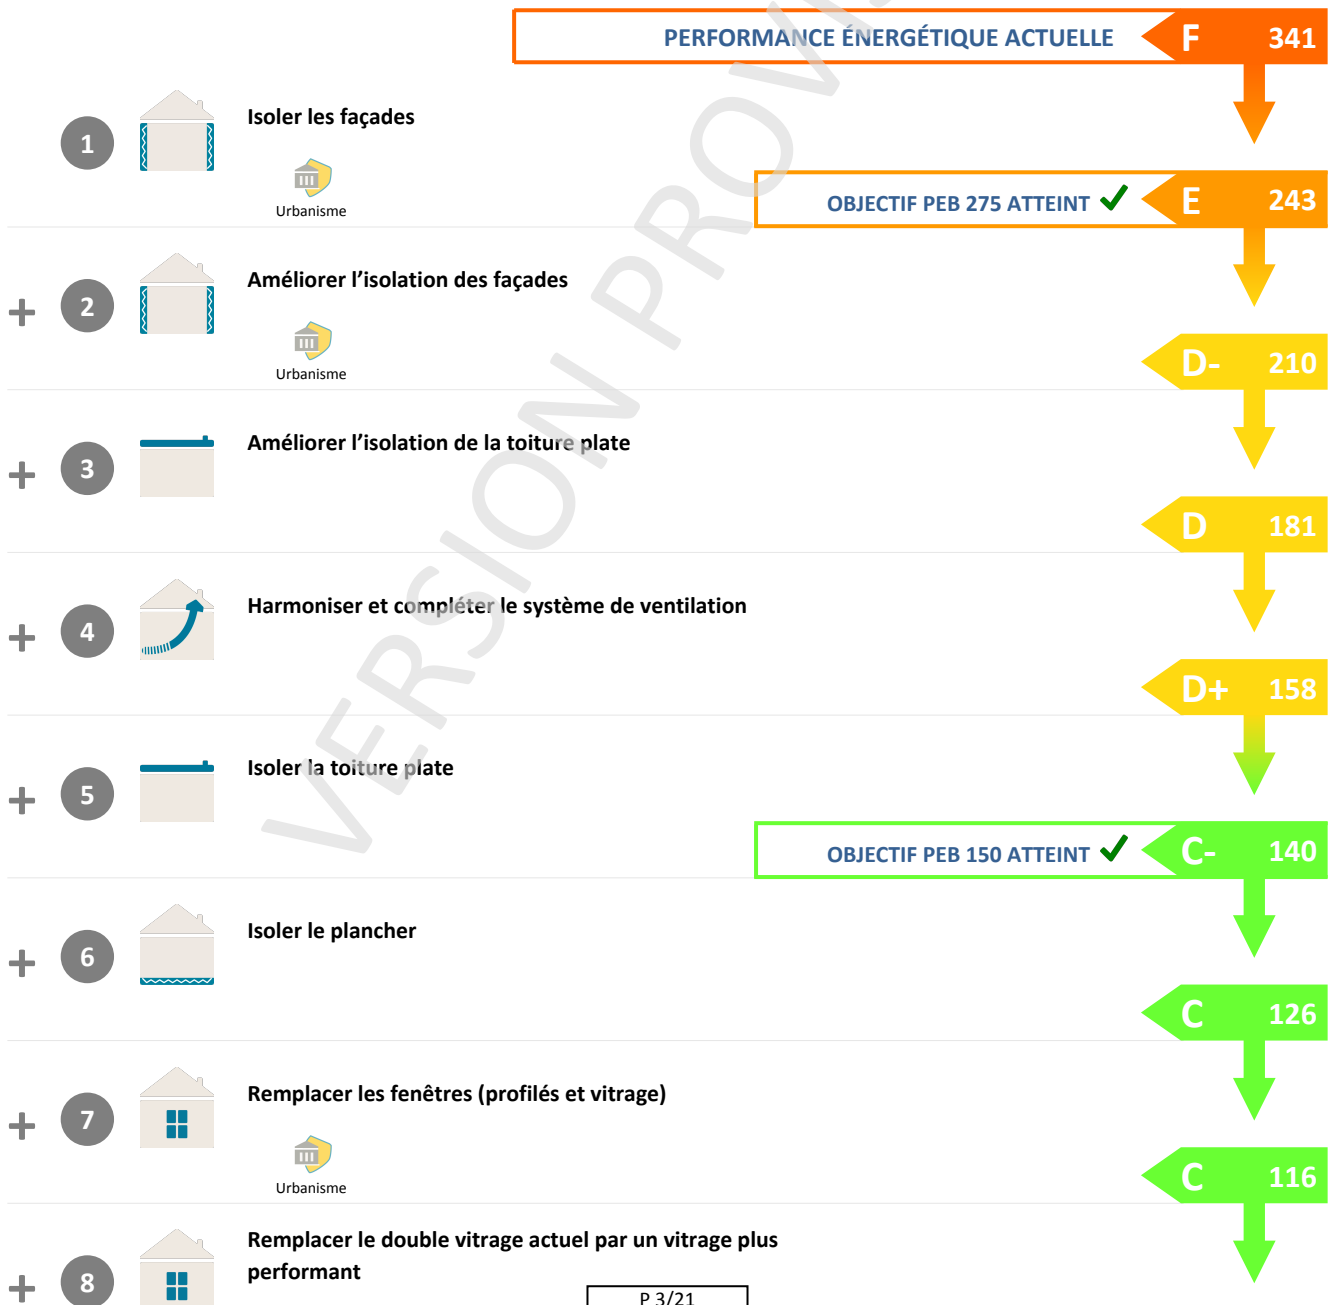 PERFORMANCE ÉNERGÉTIQUE ACTUELLE F 341
1 Isoler les façades
Urbanisme
OBJECTIF PEB 275 ATTEINT E 243
+ 2 Améliorer l’isolation des façades
Urbanisme
D- 210
+ 3 Améliorer l’isolation de la toiture plate
D 181
+ 4 Harmoniser et compléter le système de ventilation
D+ 158
+ 5 Isoler la toiture plate
OBJECTIF PEB 150 ATTEINT C- 140
+ 6 Isoler le plancher
C 126
+ 7 Remplacer les fenêtres (profilés et vitrage)
Urbanisme
C 116
+ 8 Remplacer le double vitrage actuel par un vitrage plus
performant
P 3/21
VERSION PROVIS